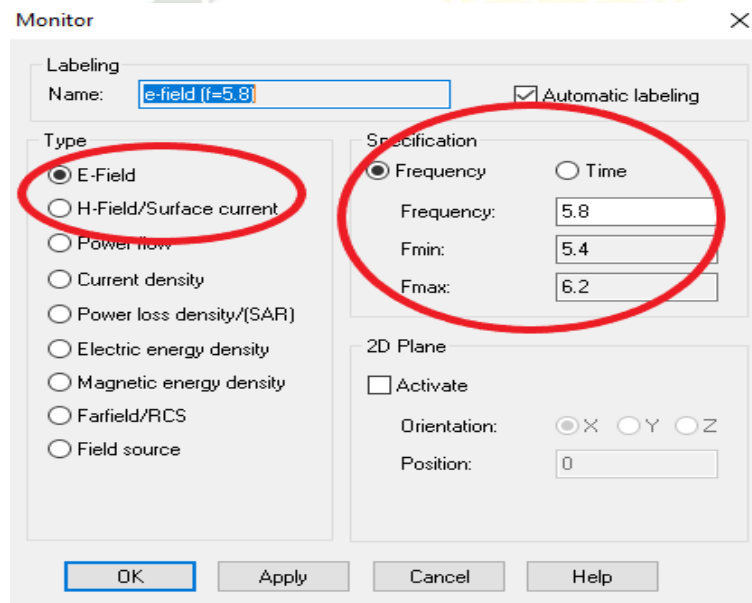 Monitor
Labeling
Name: e-field (f=5.8) Automatic labeling
Type
E-Field
H-Field/Surface current
Power flow
Current density
Power loss density/(SAR)
Electric energy density
Magnetic energy density
Farfield/RCS
Field source
Specification
Frequency Time
Frequency: 5.8
Fmin: 5.4
Fmax: 6.2
2D Plane
Activate
Orientation: X Y Z
Position: 0
OK Apply Cancel Help